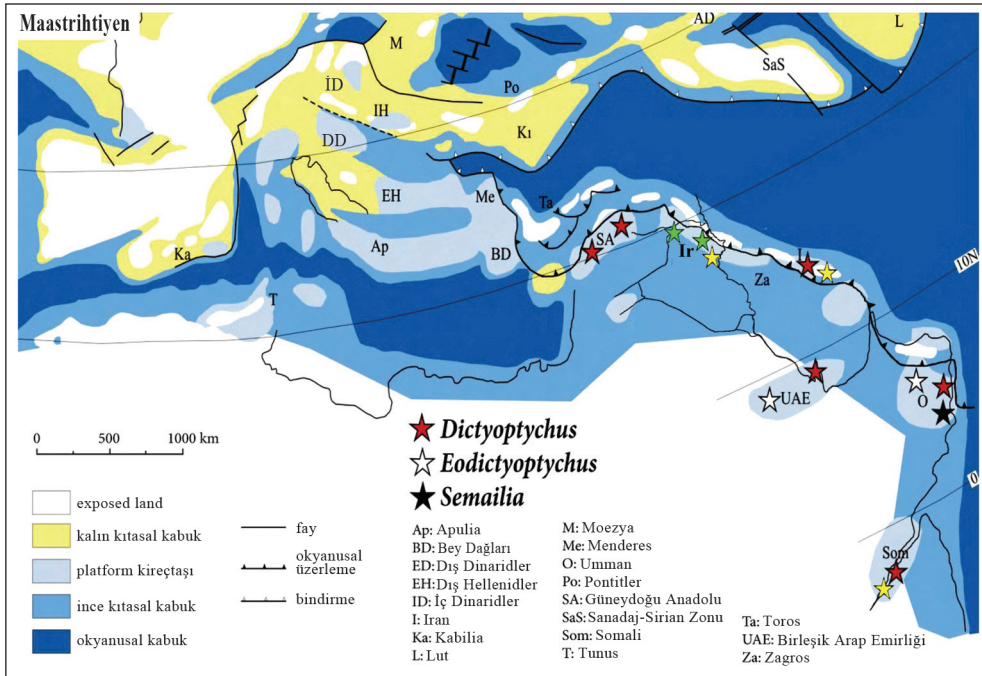 Maastrihtiyen
M
AD
L
SaS
Po
İD
IH
DD
Kı
EH
Me
Ta
Ka
Ap
BD
SA
Ir
I
Za
10N
T
UAE
O
0
Som
0 500 1000 km
Dictyoptychus
Eodictyoptychus
Semailia
exposed land
kalın kıtasal kabuk
platform kireçtaşı
ince kıtasal kabuk
okyanusal kabuk
fay
okyanusal
üzerleme
bindirme
Ap: Apulia
BD: Bey Dağları
ED: Dış Dinaridler
EH: Dış Hellenidler
ID: İç Dinaridler
I: Iran
Ka: Kabilia
L: Lut
M: Moezya
Me: Menderes
O: Umman
Po: Pontitler
SA: Güneydoğu Anadolu
SaS: Sanadaj-Sirian Zonu
Som: Somali
T: Tunus
Ta: Toros
UAE: Birleşik Arap Emirliği
Za: Zagros